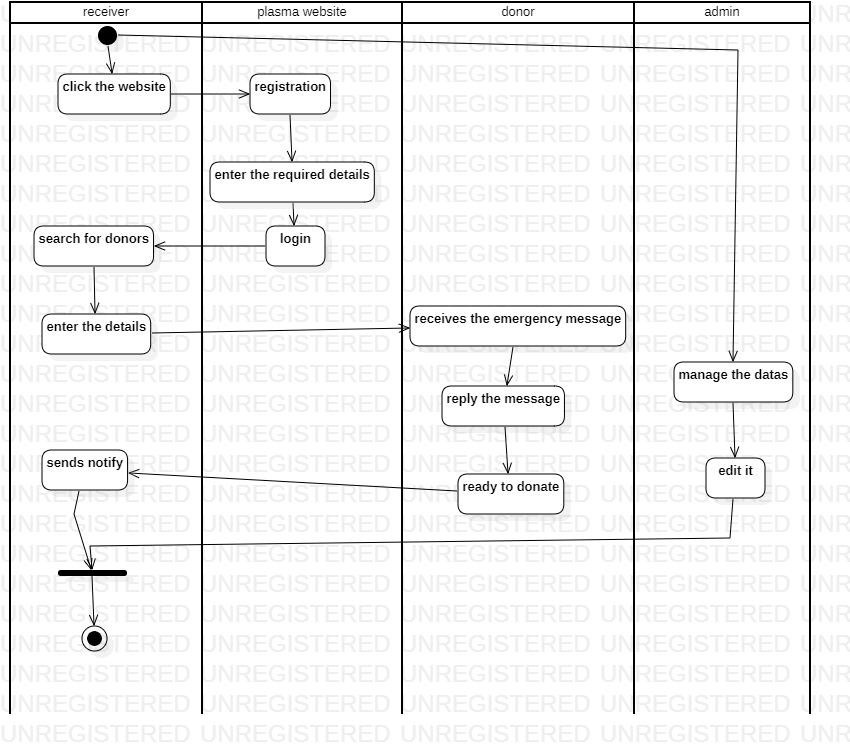 receiver
plasma website
donor
admin
click the website
registration
enter the required details
search for donors
login
enter the details
receives the emergency message
manage the datas
reply the message
sends notify
ready to donate
edit it
UNREGISTERED